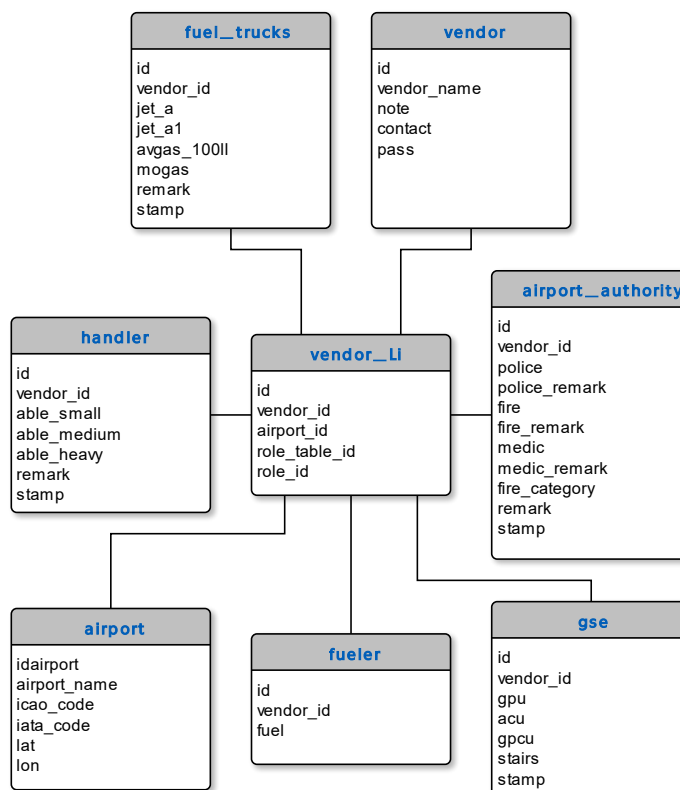 fuel_trucks
id
vendor_id
jet_a
jet_a1
avgas_100ll
mogas
remark
stamp
vendor
id
vendor_name
note
contact
pass
airport_authority
id
vendor_id
police
police_remark
fire
fire_remark
medic
medic_remark
fire_category
remark
stamp
handler
id
vendor_id
able_small
able_medium
able_heavy
remark
stamp
vendor_Li
id
vendor_id
airport_id
role_table_id
role_id
airport
idairport
airport_name
icao_code
iata_code
lat
lon
fueler
id
vendor_id
fuel
gse
id
vendor_id
gpu
acu
gpcu
stairs
stamp